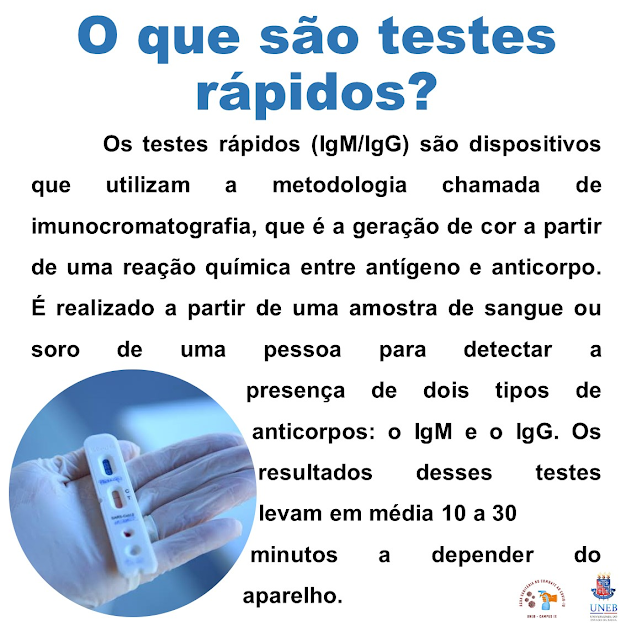 O que são testes
rápidos?
Os testes rápidos (IgM/IgG) são dispositivos
que utilizam a metodologia chamada de
imunocromatografia, que é a geração de cor a partir
de uma reação química entre antígeno e anticorpo.
É realizado a partir de uma amostra de sangue ou
soro de uma pessoa para detectar a
presença de dois tipos de
anticorpos: o IgM e o IgG. Os
resultados desses testes
levam em média 10 a 30
minutos a depender do
aparelho.
C
T
UNEB - CAMPUS II
UNEB